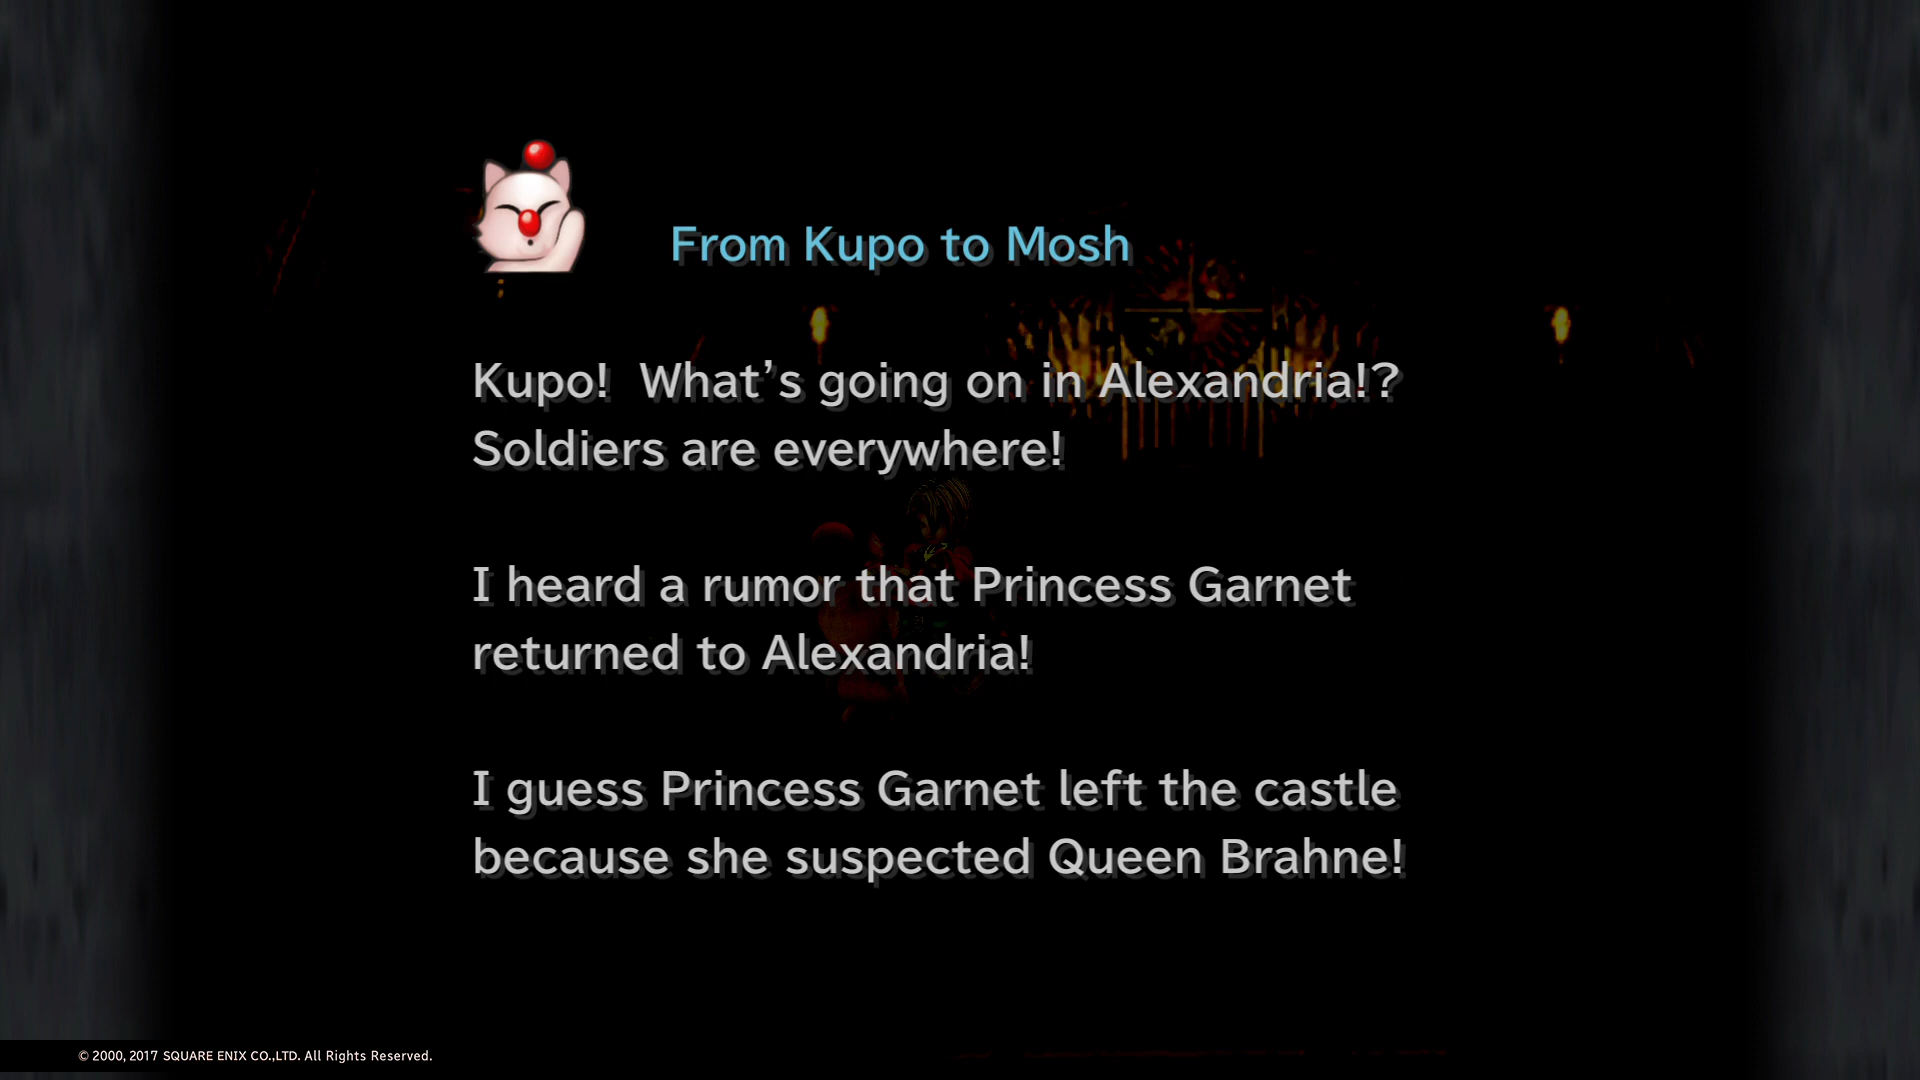 From Kupo to Mosh
Kupo!  What's going on in Alexandria!?
Soldiers are everywhere!
I heard a rumor that Princess Garnet
returned to Alexandria!
I guess Princess Garnet left the castle
because she suspected Queen Brahne!
© 2000, 2017 SQUARE ENIX CO.,LTD. All Rights Reserved.